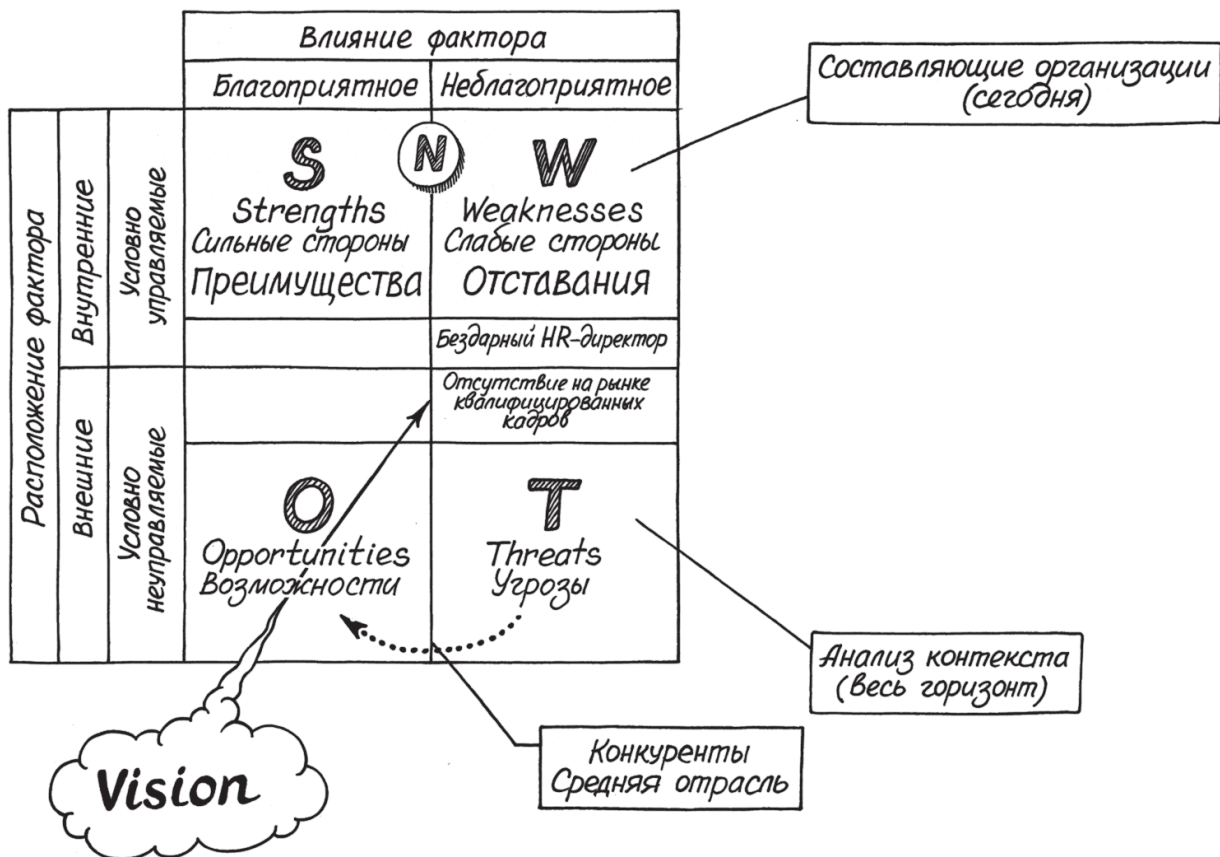 Влияние фактора
Благоприятное
Неблагоприятное
Составляющие организации
(сегодня)
Расположение фактора
Внутренние
Условно
управляемые
S
Strengths
Сильные стороны
Преимущества
N
W
Weaknesses
Слабые стороны
Отставания
Бездарный HR-директор
Отсутствие на рынке
квалифицированных
кадров
Внешние
Условно
неуправляемые
O
Opportunities
Возможности
T
Threats
Угрозы
Анализ контекста
(весь горизонт)
Конкуренты
Средняя отрасль
Vision